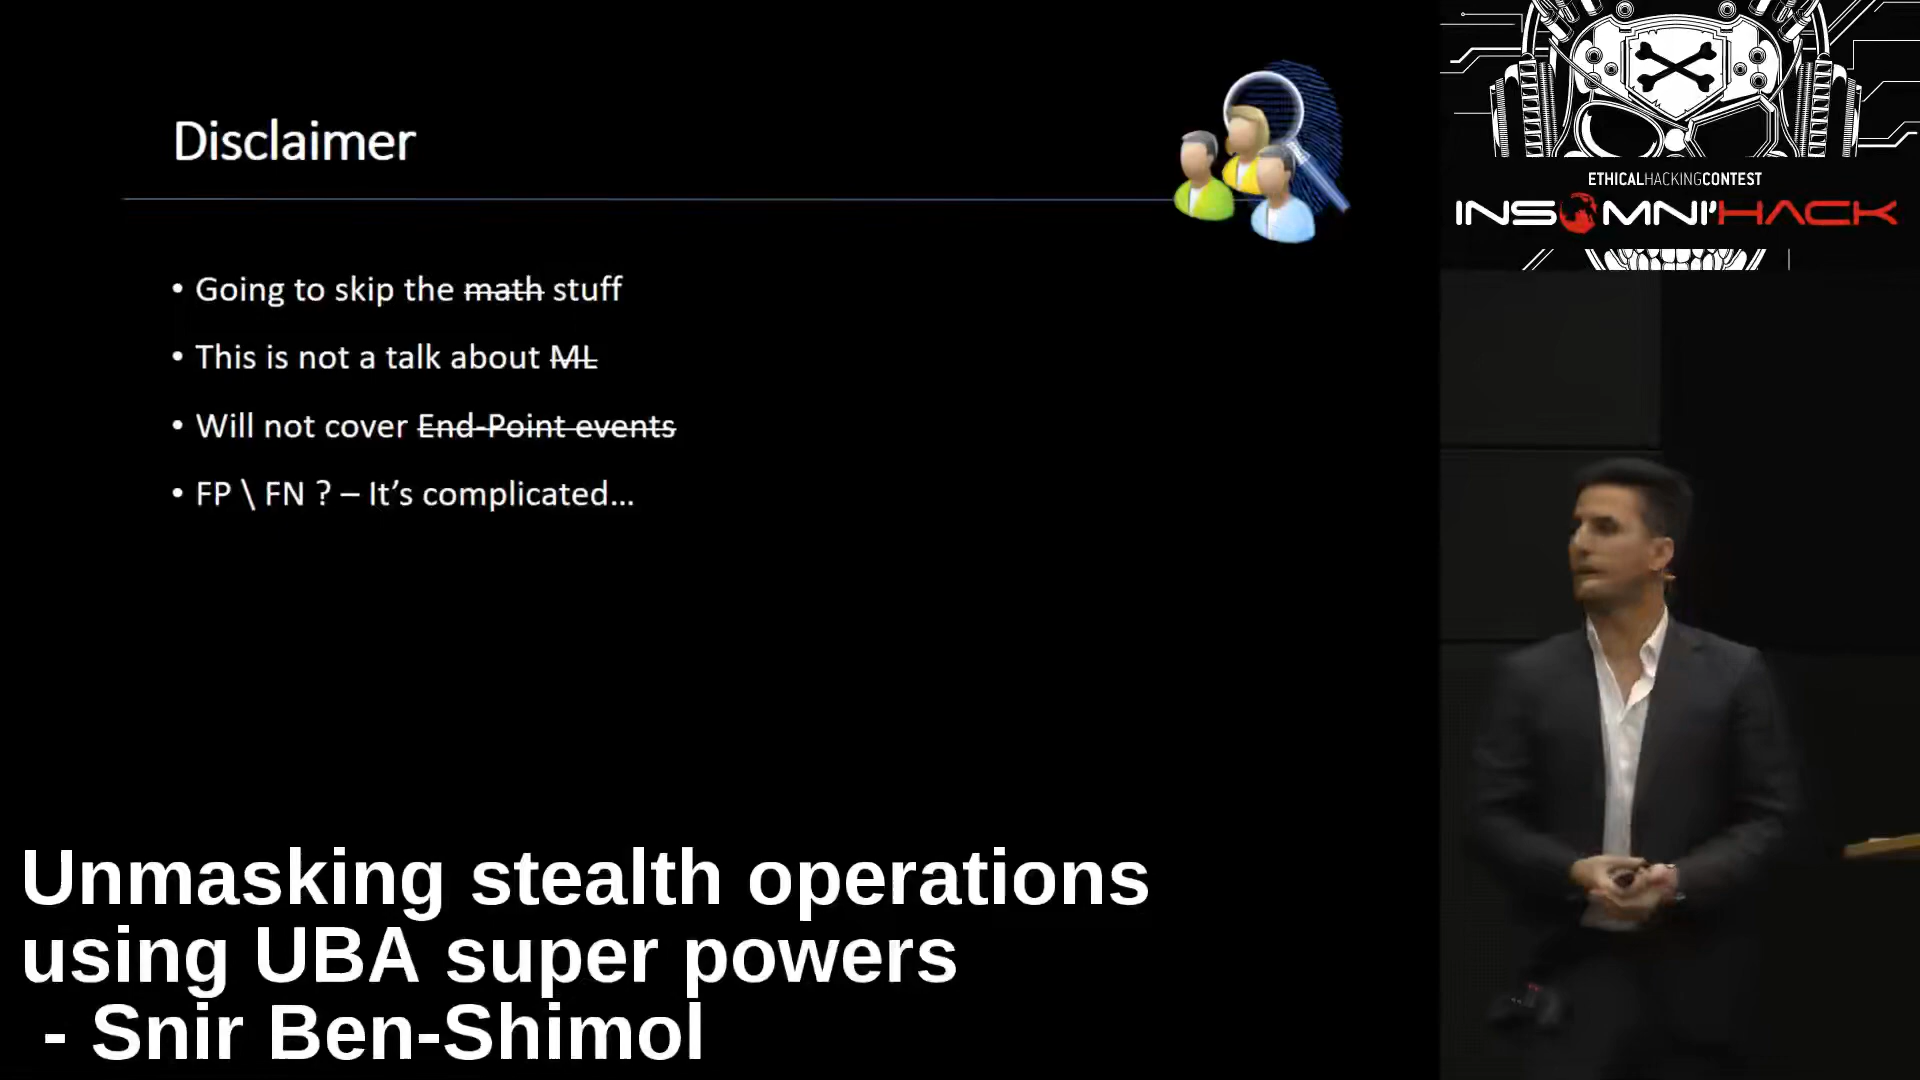 Disclaimer
• Going to skip the math stuff
• This is not a talk about ML
• Will not cover End-Point events
• FP \ FN ? – It’s complicated...
ETHICALHACKINGCONTEST
INSOMNI'HACK
Unmasking stealth operations
using UBA super powers
- Snir Ben-Shimol